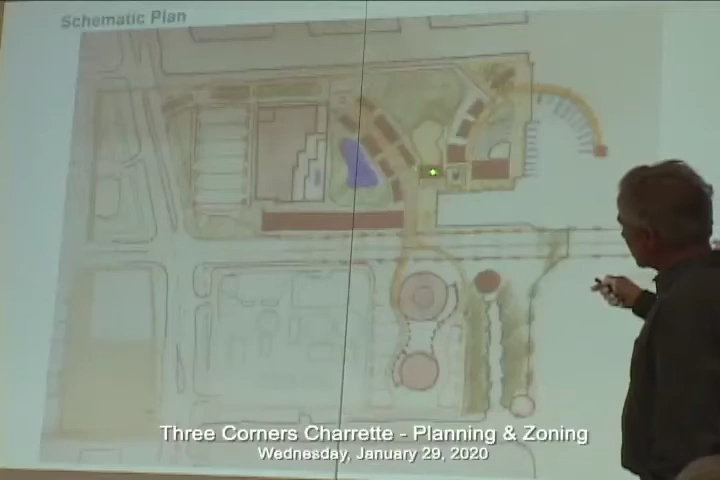 Schematic Plan
Three Corners Charrette - Planning & Zoning
Wednesday, January 29, 2020